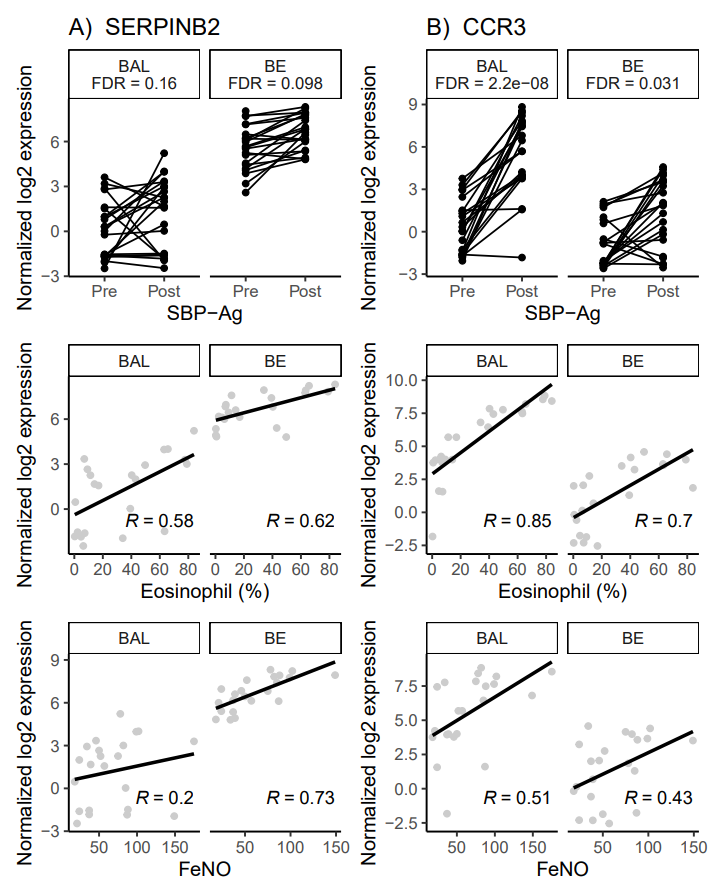 A) SERPINB2
B) CCR3
Normalized log2 expression
BAL
FDR = 0.16
BE
FDR = 0.098
6
3
0
−3
Pre Post Pre Post
SBP−Ag
Normalized log2 expression
BAL
FDR = 2.2e−08
BE
FDR = 0.031
9
6
3
0
−3
Pre Post Pre Post
SBP−Ag
Normalized log2 expression
BAL BE
6
3
0
R = 0.58 R = 0.62
0 20 40 60 80 0 20 40 60 80
Eosinophil (%)
Normalized log2 expression
BAL BE
10.0
7.5
5.0
2.5
0.0
−2.5
R = 0.85 R = 0.7
0 20 40 60 80 0 20 40 60 80
Eosinophil (%)
Normalized log2 expression
BAL BE
9
6
3
0
−3
R = 0.2 R = 0.73
50 100 150 50 100 150
FeNO
Normalized log2 expression
BAL BE
7.5
5.0
2.5
0.0
−2.5
R = 0.51 R = 0.43
50 100 150 50 100 150
FeNO